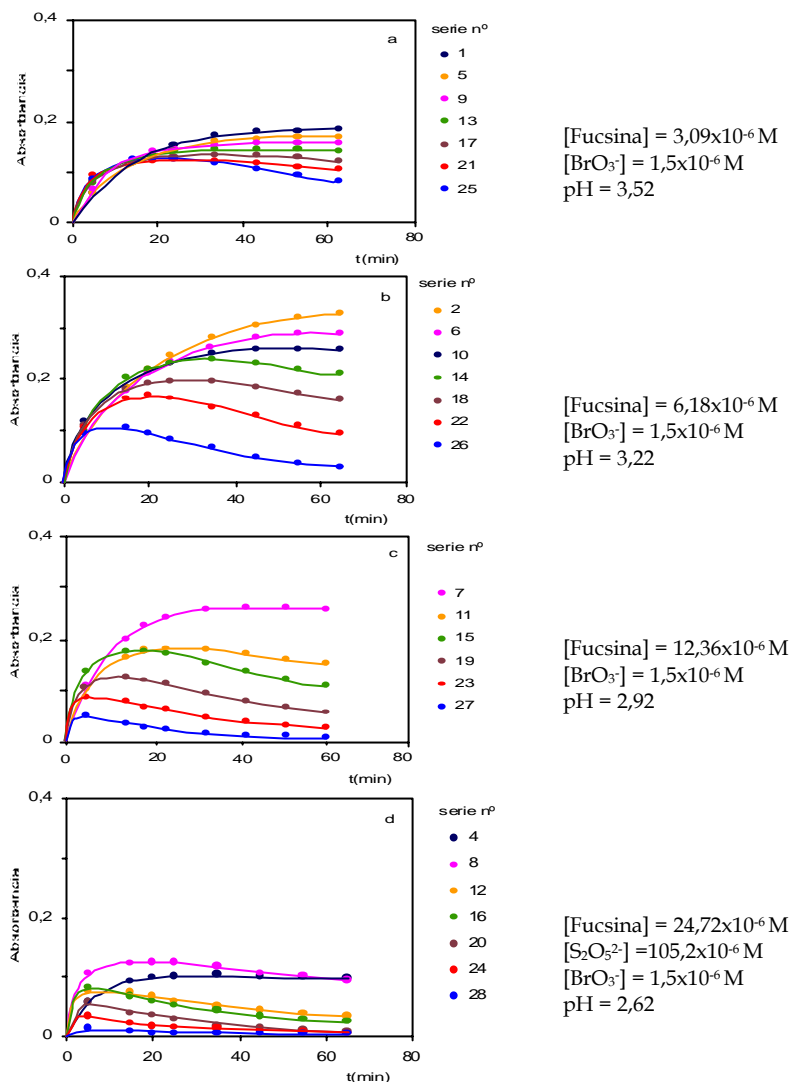 serie nº
0,4
a
1
5
9
13
17
21
25
Absorbancia
0,2
0
0
20
40
60
80
t(min)
[Fucsina] = 3,09x10⁻⁶ M
[BrO₃⁻] = 1,5x10⁻⁶ M
pH = 3,52
serie nº
0,4
b
2
6
10
14
18
22
26
Absorbancia
0,2
0
0
20
40
60
80
t(min)
[Fucsina] = 6,18x10⁻⁶ M
[BrO₃⁻] = 1,5x10⁻⁶ M
pH = 3,22
serie nº
0,4
c
7
11
15
19
23
27
Absorbancia
0,2
0
0
20
40
60
80
t(min)
[Fucsina] = 12,36x10⁻⁶ M
[BrO₃⁻] = 1,5x10⁻⁶ M
pH = 2,92
serie nº
0,4
d
4
8
12
16
20
24
28
Absorbancia
0,2
0
0
20
40
60
80
t(min)
[Fucsina] = 24,72x10⁻⁶ M
[S₂O₅²⁻] =105,2x10⁻⁶ M
[BrO₃⁻] = 1,5x10⁻⁶ M
pH = 2,62